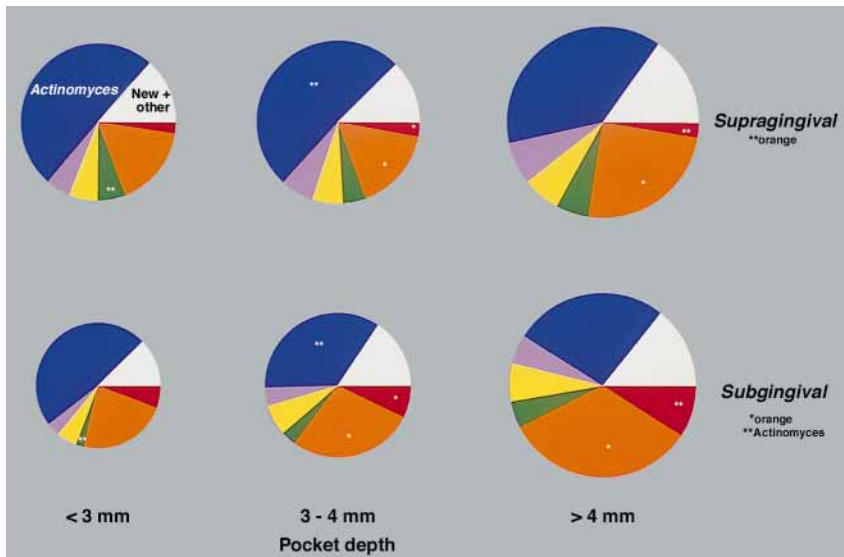 Actinomyces
New +
other
**
**
*
*
**
*
Supragingival
**orange
**
**
*
*
**
*
Subgingival
*orange
**Actinomyces
< 3 mm
3 - 4 mm
> 4 mm
Pocket depth